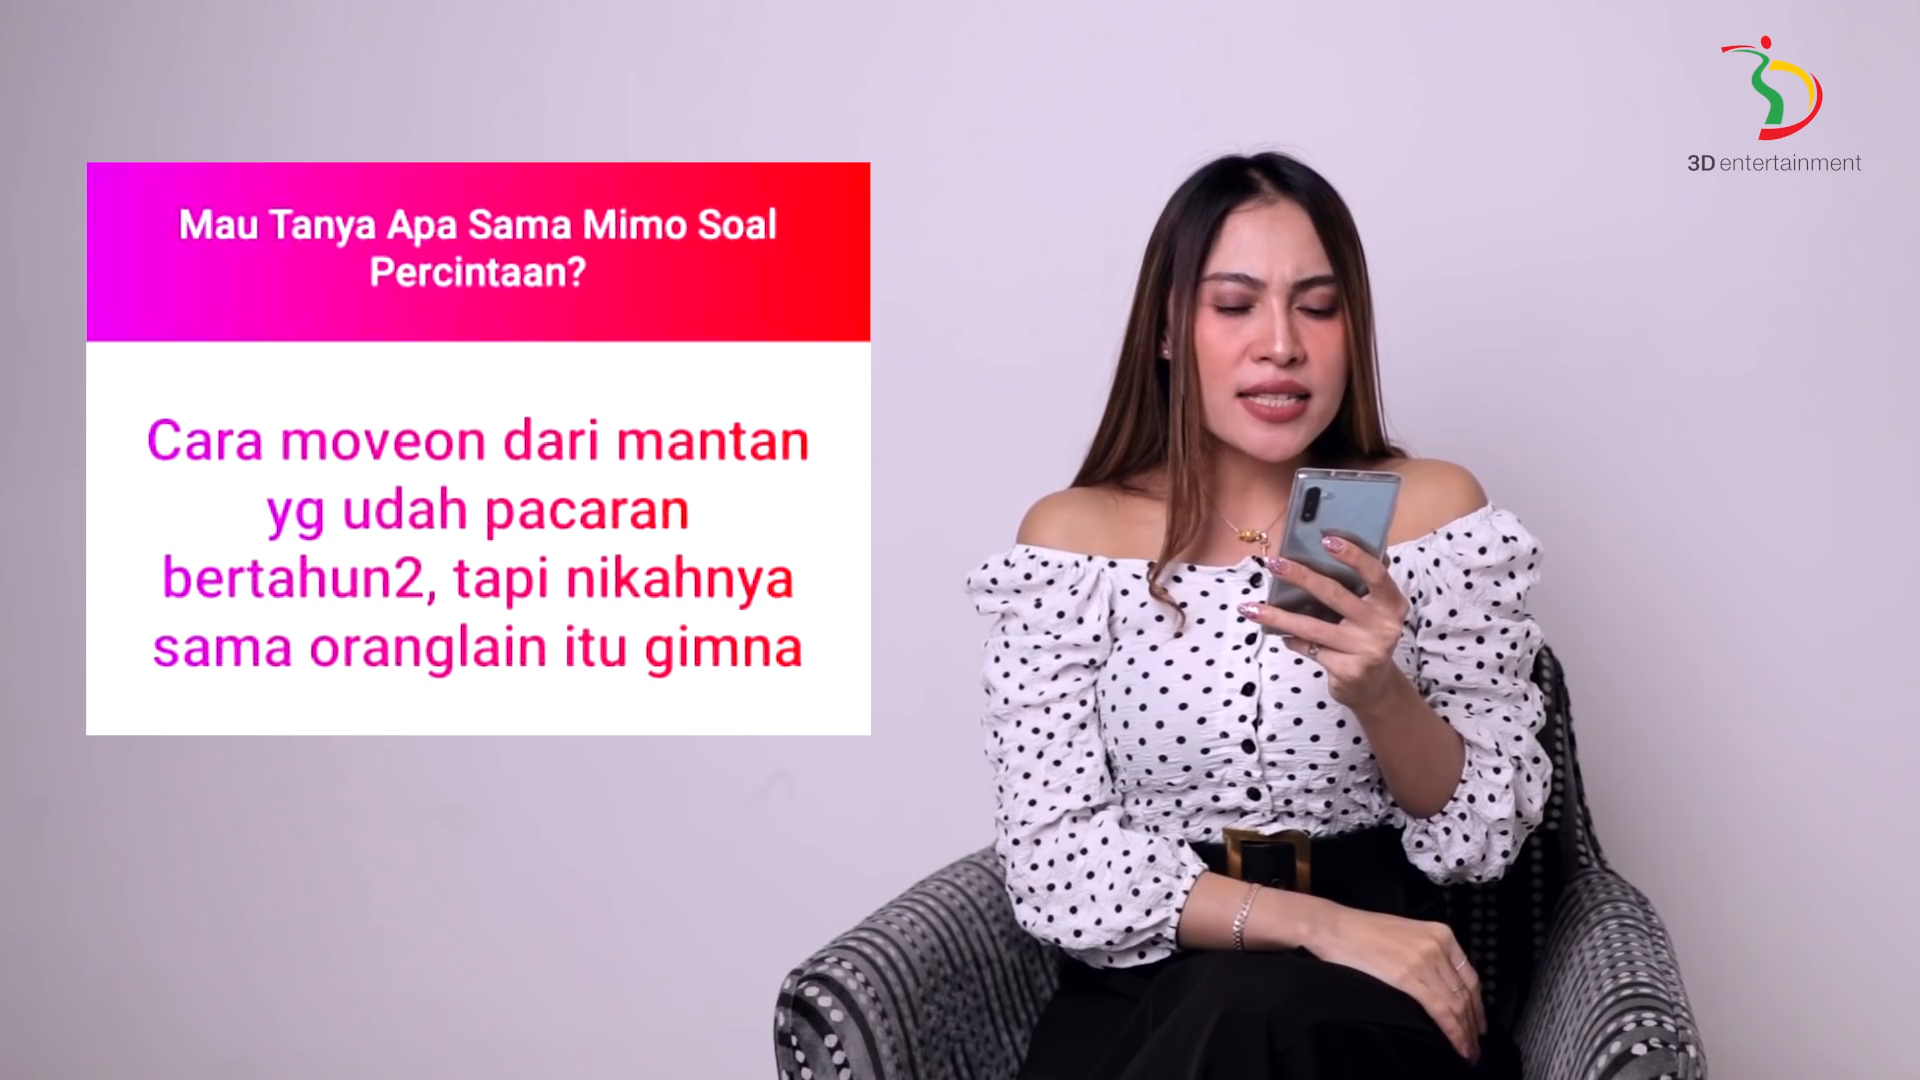 3D entertainment
Mau Tanya Apa Sama Mimo Soal
Percintaan?
Cara moveon dari mantan
yg udah pacaran
bertahun2, tapi nikahnya
sama oranglain itu gimna